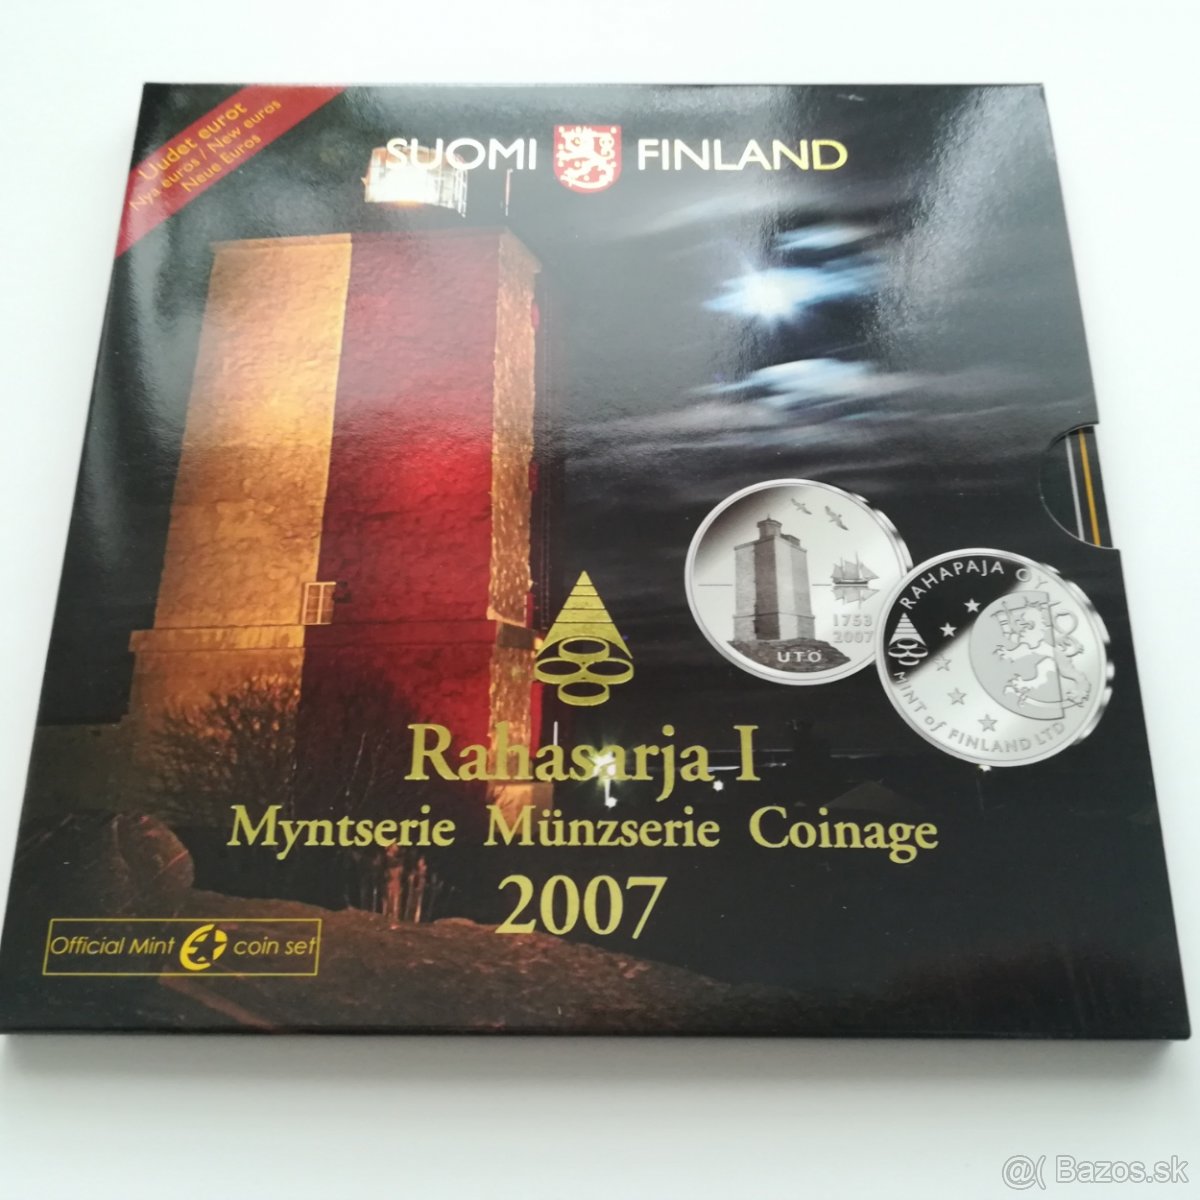 Uudet eurot
Nya euros / New euros
Neue Euros
SUOMI FINLAND
1753
2007
UTÖ
RAHAPAJA OY
MINT of FINLAND LTD
Rahasarja I
Myntserie Münzserie Coinage
2007
Official Mint coin set
@( Bazos.sk